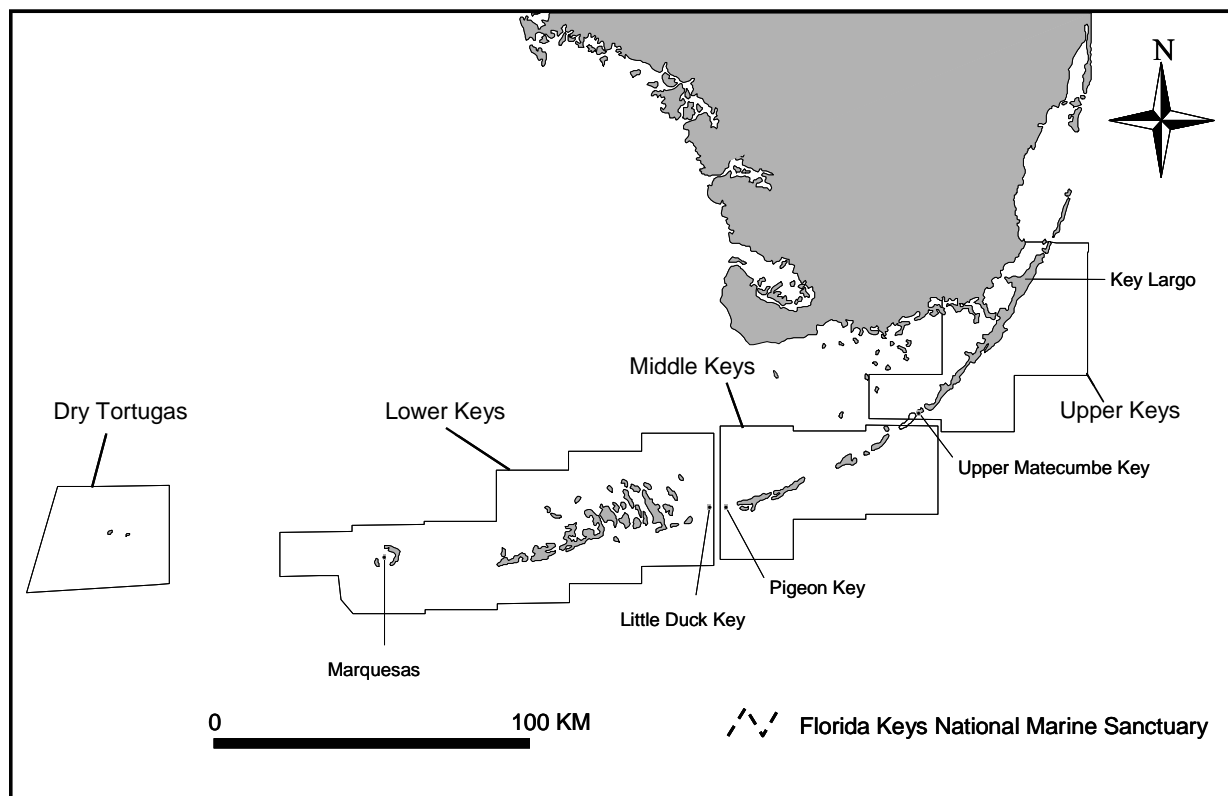 N
Key Largo
Middle Keys
Dry Tortugas
Lower Keys
Upper Keys
Upper Matecumbe Key
Pigeon Key
Little Duck Key
Marquesas
0
100 KM
Florida Keys National Marine Sanctuary